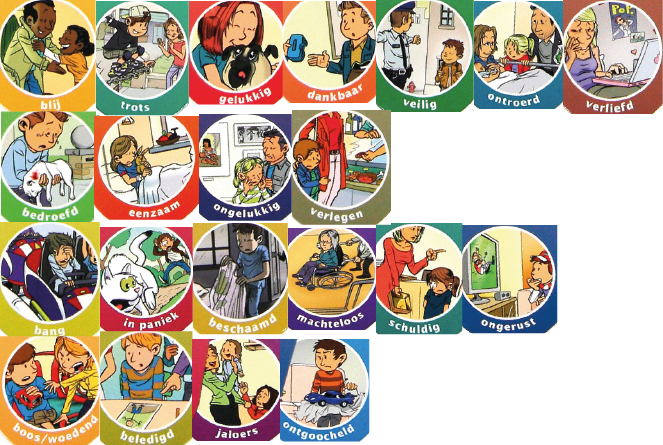 blij
trots
gelukkig
dankbaar
veilig
ontroerd
Pop.
verliefd
bedroefd
eenzaam
ongelukkig
verlegen
bang
in paniek
beschaamd
machteloos
schuldig
ongerust
boos/woedend
beledigd
jaloers
ontgoocheld